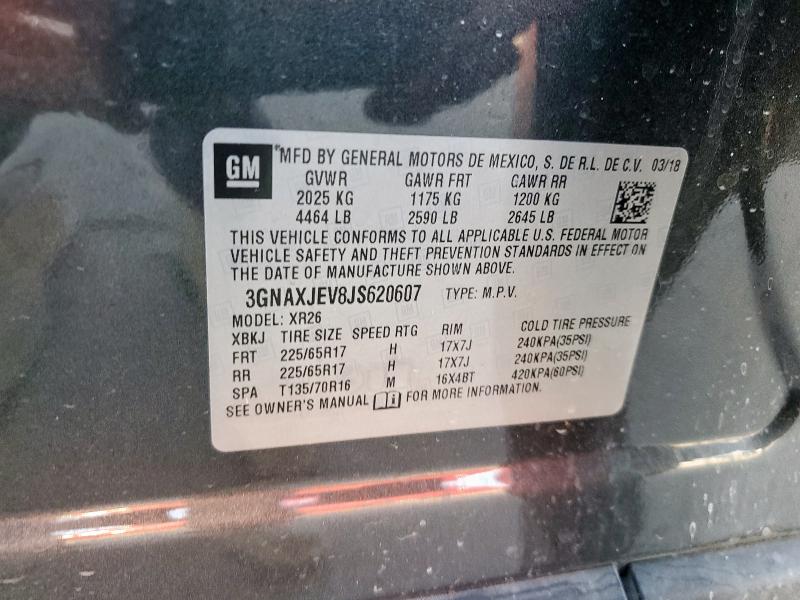 GM
*MFD BY GENERAL MOTORS DE MEXICO, S. DE R.L. DE C.V. 03/18
GVWR GAWR FRT GAWR RR
2025 KG 1175 KG 1200 KG
4464 LB 2590 LB 2645 LB
THIS VEHICLE CONFORMS TO ALL APPLICABLE U.S. FEDERAL MOTOR
VEHICLE SAFETY AND THEFT PREVENTION STANDARDS IN EFFECT ON
THE DATE OF MANUFACTURE SHOWN ABOVE.
3GNAXJEV8JS620607 TYPE: M.P.V.
MODEL: XR26
XBKJ TIRE SIZE SPEED RTG RIM COLD TIRE PRESSURE
FRT 225/65R17 H 17X7J 240KPA(35PSI)
RR 225/65R17 H 17X7J 240KPA(35PSI)
SPA T135/70R16 M 16X4BT 420KPA(60PSI)
SEE OWNER'S MANUAL FOR MORE INFORMATION.